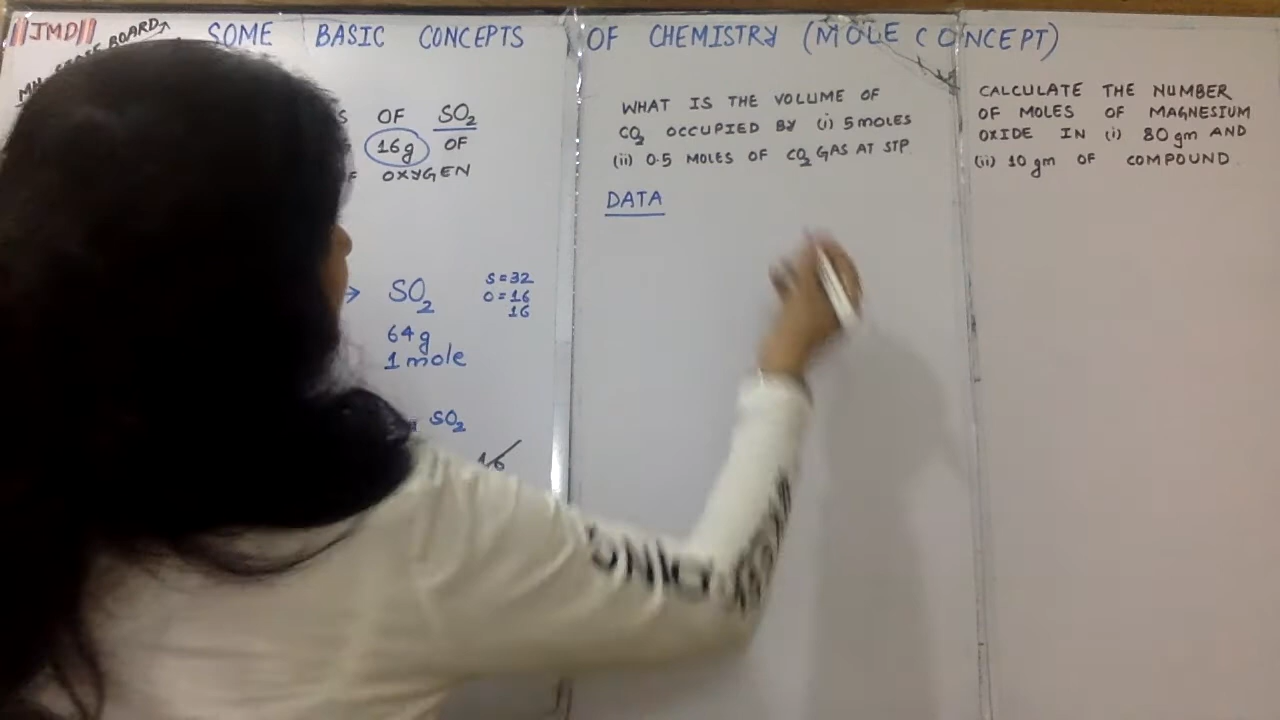 ||JMD||
BOARD
SOME BASIC CONCEPTS OF CHEMISTRY (MOLE CONCEPT)
OF SO2
16g OF
OXYGEN
→ SO2
S=32
O=16
16
64g
1 mole
SO2
16
WHAT IS THE VOLUME OF
CO2 OCCUPIED BY (i) 5 MOLES
(ii) 0.5 MOLES OF CO2 GAS AT STP
DATA
CALCULATE THE NUMBER
OF MOLES OF MAGNESIUM
OXIDE IN (i) 80 gm AND
(ii) 10 gm OF COMPOUND